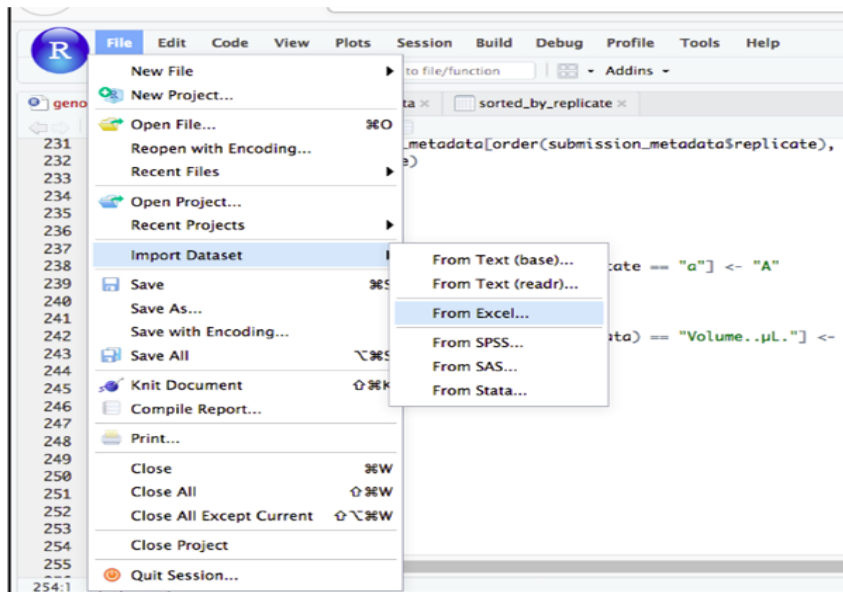 R File Edit Code View Plots Session Build Debug Profile Tools Help
to file/function Addins
geno ta × sorted_by_replicate ×
New File
New Project...
Open File... ⌘O
Reopen with Encoding...
Recent Files
Open Project...
Recent Projects
Import Dataset
Save ⌘S
Save As...
Save with Encoding...
Save All ⌥⌘S
Knit Document ⇧⌘K
Compile Report...
Print...
Close ⌘W
Close All ⇧⌘W
Close All Except Current ⇧⌥⌘W
Close Project
Quit Session...
From Text (base)...
From Text (readr)...
From Excel...
From SPSS...
From SAS...
From Stata...
231 _metadata[order(submission_metadata$replicate),
232 e)
233
234
235
236
237
238 cate == "a"] <- "A"
239
240
241
242 ata) == "Volume..µL."] <-
243
244
245
246
247
248
249
250
251
252
253
254
255
254:1